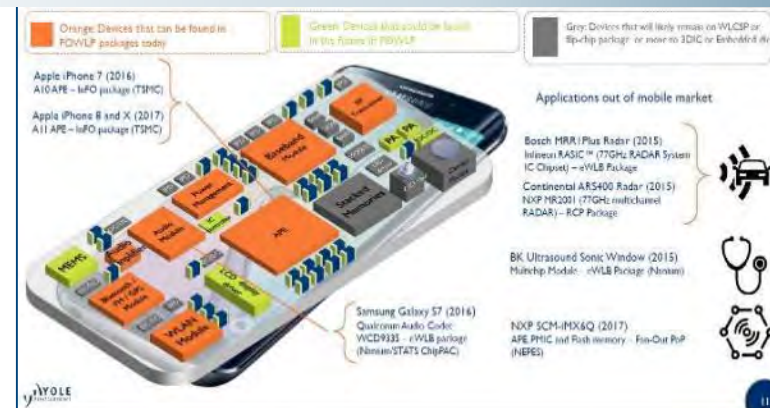 Orange: Devices that can be found in
FOWLP packages today
Green: Devices that could be found
in the future in FOWLP
Grey: Devices that will likely remain on WLCSP or
flip-chip package or move to 3DIC or Embedded die
Apple iPhone 7 (2016)
A10 APE – InFO package (TSMC)
Apple iPhone 8 and X (2017)
A11 APE – InFO package (TSMC)
Applications out of mobile market
Bosch MRR1Plus Radar (2015)
Infineon RASIC™ (77GHz RADAR System
IC Chipset) – eWLB Package
Continental ARS400 Radar (2015)
NXP MR2001 (77GHz multichannel
RADAR) – RCP Package
BK Ultrasound Sonic Window (2015)
Multichip Module – eWLB Package (Nanium)
NXP SCM-iMX6Q (2017)
APE, PMIC and Flash memory – Fan-Out PoP
(NEPES)
Samsung Galaxy S7 (2016)
Qualcomm Audio Codec
WCD9335 – eWLB package
(Nanium/STATS ChipPAC)
RF
Baseband
Module
PA
PA
Power
Management
Stacked
Memories
Audio
Module
APE
Audio
MEMS
LCD display
driver
Module
WLAN
Module
YOLE
11